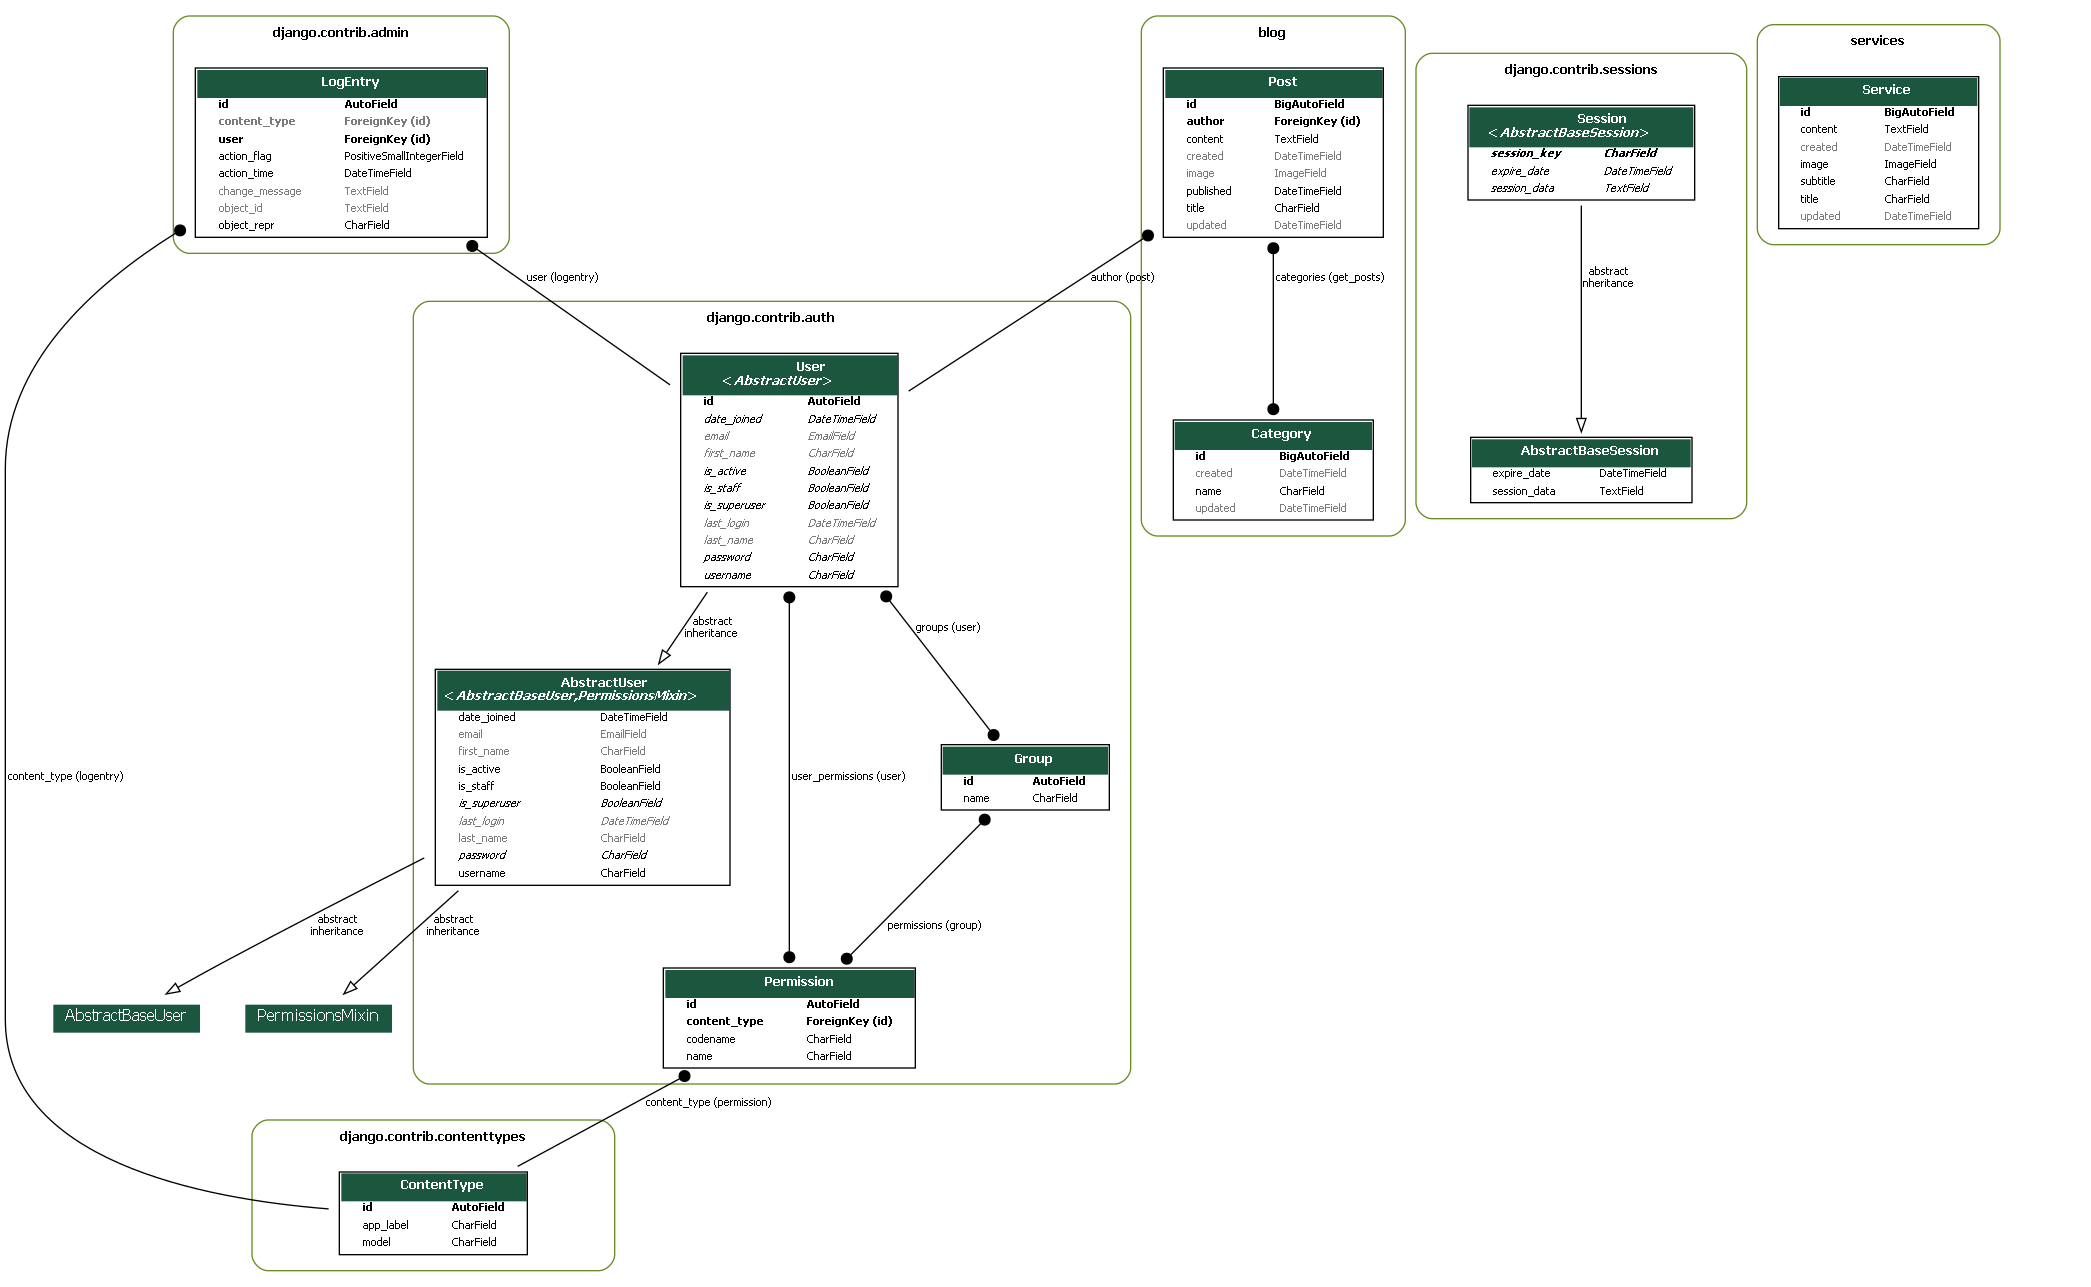 django.contrib.admin
LogEntry
id AutoField
content_type ForeignKey (id)
user ForeignKey (id)
action_flag PositiveSmallIntegerField
action_time DateTimeField
change_message TextField
object_id TextField
object_repr CharField
blog
Post
id BigAutoField
author ForeignKey (id)
content TextField
created DateTimeField
image ImageField
published DateTimeField
title CharField
updated DateTimeField
django.contrib.sessions
Session
<AbstractBaseSession>
session_key CharField
expire_date DateTimeField
session_data TextField
services
Service
id BigAutoField
content TextField
created DateTimeField
image ImageField
subtitle CharField
title CharField
updated DateTimeField
user (logentry)
author (post)
categories (get_posts)
abstract
inheritance
django.contrib.auth
User
<AbstractUser>
id AutoField
date_joined DateTimeField
email EmailField
first_name CharField
is_active BooleanField
is_staff BooleanField
is_superuser BooleanField
last_login DateTimeField
last_name CharField
password CharField
username CharField
Category
id BigAutoField
created DateTimeField
name CharField
updated DateTimeField
AbstractBaseSession
expire_date DateTimeField
session_data TextField
abstract
inheritance
groups (user)
AbstractUser
<AbstractBaseUser,PermissionsMixin>
date_joined DateTimeField
email EmailField
first_name CharField
is_active BooleanField
is_staff BooleanField
is_superuser BooleanField
last_login DateTimeField
last_name CharField
password CharField
username CharField
content_type (logentry)
user_permissions (user)
Group
id AutoField
name CharField
abstract
inheritance
abstract
inheritance
permissions (group)
AbstractBaseUser
PermissionsMixin
Permission
id AutoField
content_type ForeignKey (id)
codename CharField
name CharField
content_type (permission)
django.contrib.contenttypes
ContentType
id AutoField
app_label CharField
model CharField